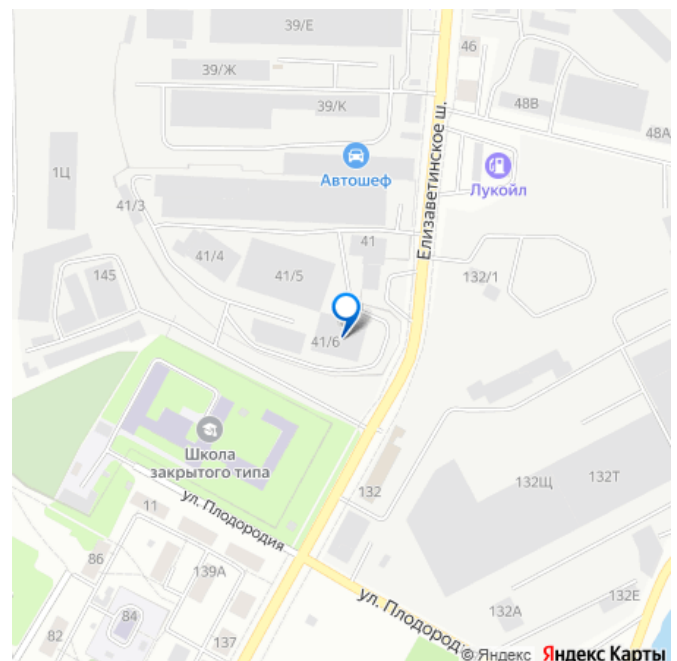 39/Е
46
39/Ж
48В
39/К
48А
Автошеф
Лукойл
1Ц
41/3
Елизаветинское ш.
41
41/4
41/5
132/1
145
41/6
Школа
закрытого типа
132Щ
132Т
132
11
ул. Плодородия
86
139А
ул. Плодород
132Е
132А
84
82
137
© Яндекс Яндекс Карты